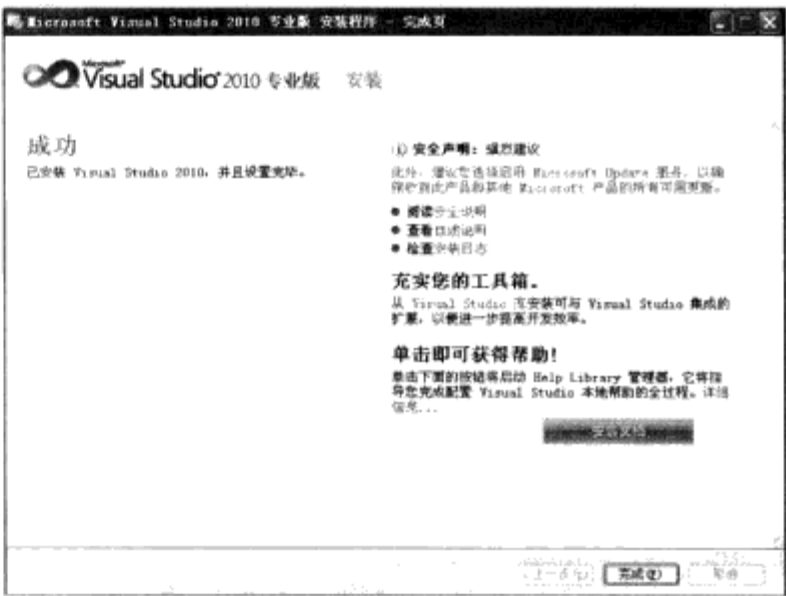 Microsoft Visual Studio 2010 专业版 安装程序 - 完成页
Microsoft
Visual Studio 2010 专业版 安装
成功
已安装 Visual Studio 2010，并且设置完毕。
安全声明：强烈建议
此外，建议您选择启用 Microsoft Update 服务，以确
保收到此产品和其他 Microsoft 产品的所有可用更新。
● 阅读安全说明
● 查看自述说明
● 检查安装日志
充实您的工具箱。
从 Visual Studio 库安装可与 Visual Studio 集成的
扩展，以便进一步提高开发效率。
单击即可获得帮助！
单击下面的按钮将启动 Help Library 管理器，它将指
导您完成配置 Visual Studio 本地帮助的全过程。详细
信息...
安装文档
上一步(P)
完成(F)
取消